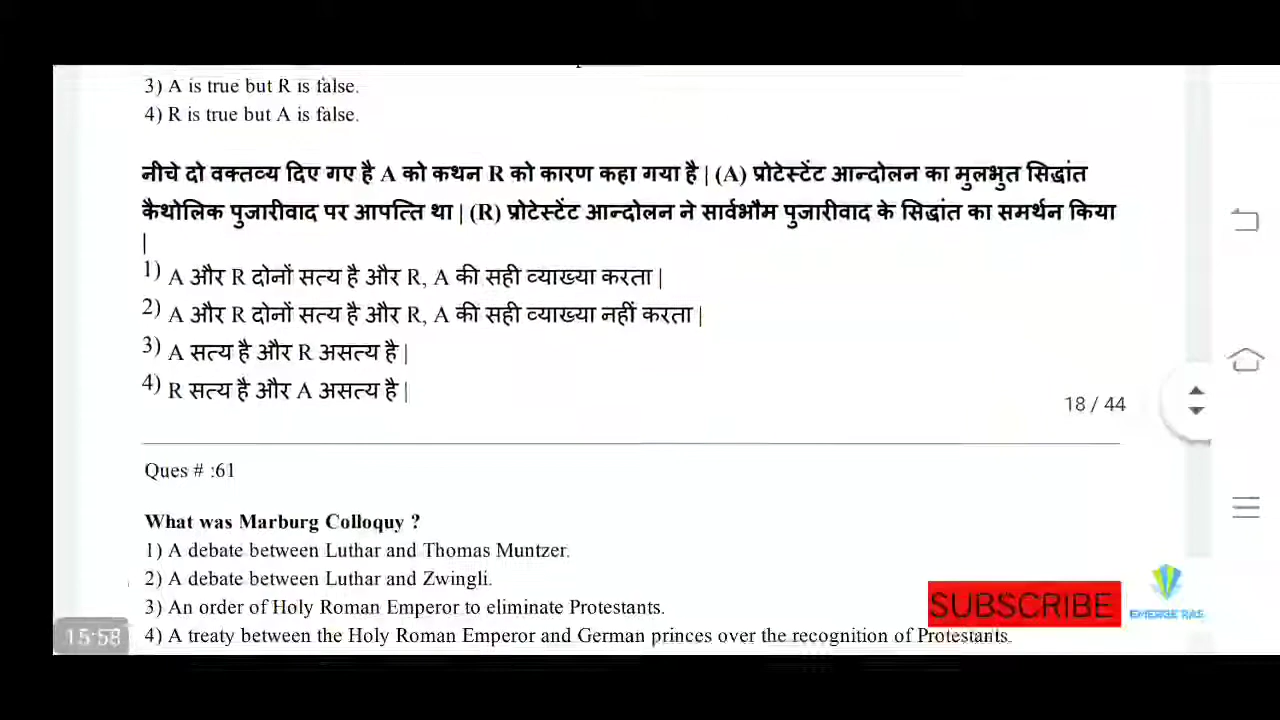 3) A is true but R is false.
4) R is true but A is false.
नीचे दो वक्तव्य दिए गए है A को कथन R को कारण कहा गया है | (A) प्रोटेस्टेंट आन्दोलन का मुलभुत सिद्धांत
कैथोलिक पुजारीवाद पर आपत्ति था | (R) प्रोटेस्टेंट आन्दोलन ने सार्वभौम पुजारीवाद के सिद्धांत का समर्थन किया
|
1) A और R दोनों सत्य है और R, A की सही व्याख्या करता |
2) A और R दोनों सत्य है और R, A की सही व्याख्या नहीं करता |
3) A सत्य है और R असत्य है |
4) R सत्य है और A असत्य है |
18 / 44
Ques # :61
What was Marburg Colloquy ?
1) A debate between Luthar and Thomas Muntzer.
2) A debate between Luthar and Zwingli.
3) An order of Holy Roman Emperor to eliminate Protestants.
SUBSCRIBE
EMERGE RAS
15:58
4) A treaty between the Holy Roman Emperor and German princes over the recognition of Protestants.